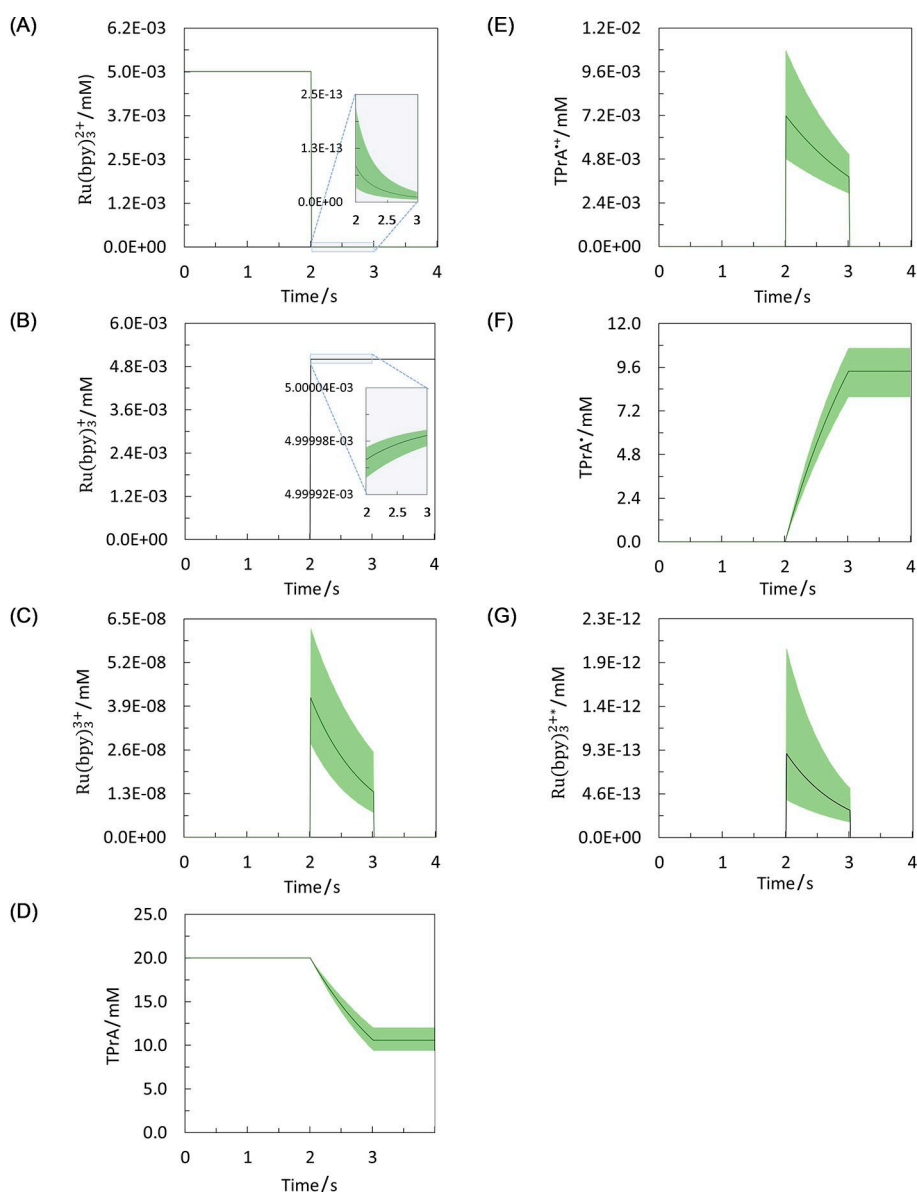 (A)
Ru(bpy)₃²⁺/mM)
6.2E-03
5.0E-03
3.7E-03
2.5E-03
1.2E-03
0.0E+00
2.5E-13
1.3E-13
0.0E+00
2 2.5 3
0 1 2 3 4
Time/s
(B)
Ru(bpy)₃⁺/mM
6.0E-03
4.8E-03
3.6E-03
2.4E-03
1.2E-03
0.0E+00
5.00004E-03
4.99998E-03
4.99992E-03
2 2.5 3
0 1 2 3 4
Time/s
(C)
Ru(bpy)₃³⁺/mM
6.5E-08
5.2E-08
3.9E-08
2.6E-08
1.3E-08
0.0E+00
0 1 2 3 4
Time/s
(D)
TPrA/mM
25.0
20.0
15.0
10.0
5.0
0.0
0 1 2 3 4
Time/s
(E)
TPrA•⁺/mM
1.2E-02
9.6E-03
7.2E-03
4.8E-03
2.4E-03
0.0E+00
0 1 2 3 4
Time/s
(F)
TPrA•/mM
12.0
9.6
7.2
4.8
2.4
0.0
0 1 2 3 4
Time/s
(G)
Ru(bpy)₃²⁺*/mM
2.3E-12
1.9E-12
1.4E-12
9.3E-13
4.6E-13
0.0E+00
0 1 2 3 4
Time/s